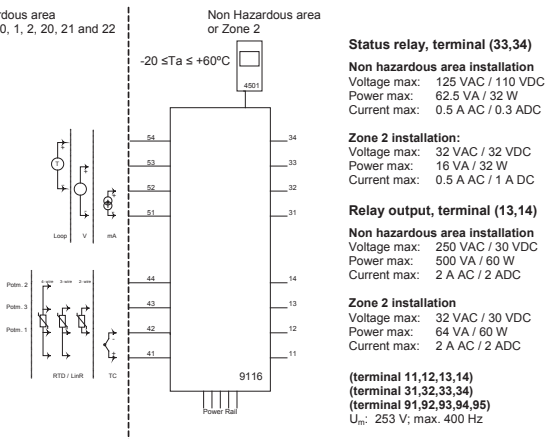 rdous area
0, 1, 2, 20, 21 and 22
Non Hazardous area
or Zone 2
-20 ≤Ta ≤ +60ºC
4501
54
53
52
51
44
43
42
41
34
33
32
31
14
13
12
11
9116
Power Rail
T
Loop
V
mA
Potm. 2
Potm. 3
Potm. 1
4-wire
3-wire
2-wire
RTD / LinR
TC
Status relay, terminal (33,34)
Non hazardous area installation
Voltage max: 125 VAC / 110 VDC
Power max: 62.5 VA / 32 W
Current max: 0.5 A AC / 0.3 ADC
Zone 2 installation:
Voltage max: 32 VAC / 32 VDC
Power max: 16 VA / 32 W
Current max: 0.5 A AC / 1 A DC
Relay output, terminal (13,14)
Non hazardous area installation
Voltage max: 250 VAC / 30 VDC
Power max: 500 VA / 60 W
Current max: 2 A AC / 2 ADC
Zone 2 installation
Voltage max: 32 VAC / 30 VDC
Power max: 64 VA / 60 W
Current max: 2 A AC / 2 ADC
(terminal 11,12,13,14)
(terminal 31,32,33,34)
(terminal 91,92,93,94,95)
Um: 253 V; max. 400 Hz